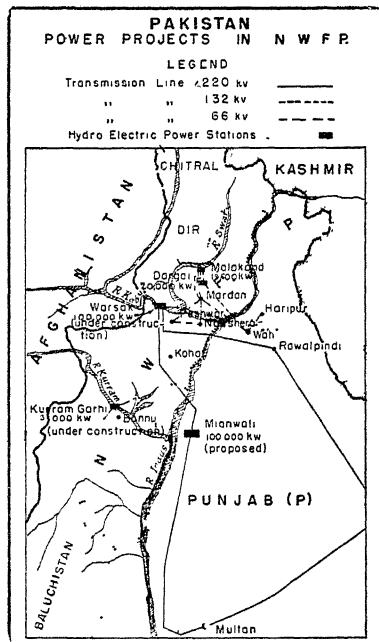 PAKISTAN
POWER PROJECTS IN N W F P.
LEGEND
Transmission Line 220 kv
" " 132 kv
" " 66 kv
Hydro Electric Power Stations
CHITRAL
KASHMIR
AFGHANISTAN
DIR
R. Swat
P
F
Malakand
Dargai
20,000 kw
Mardan
Warsak
100,000 kw
(under construction)
Haripur
Wah
Rawalpindi
W
Kohat
R. Kurram
Kurram Garhi
Bannu
(under construction)
Mianwali
100 000 kw
(proposed)
N
R. Indus
PUNJAB (P)
BALUCHISTAN
Multan